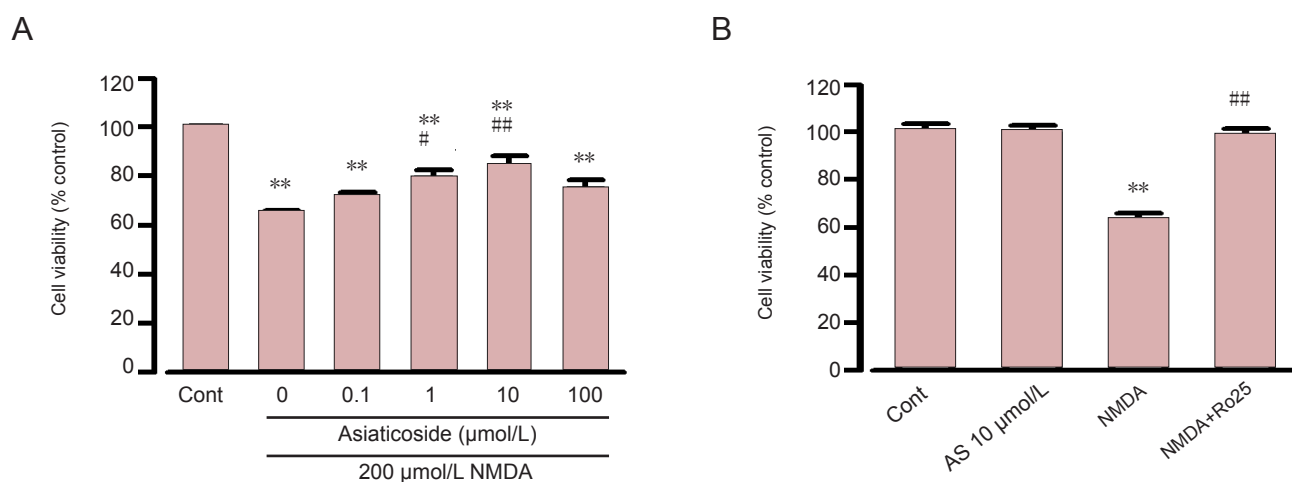 A
Cell viability (% control)
120
100
80
60
40
20
0
**
**
**
#
**
##
**
Cont
0
0.1
1
10
100
Asiaticoside (µmol/L)
200 µmol/L NMDA
B
Cell viability (% control)
120
100
80
60
40
20
0
**
##
Cont
AS 10 µmol/L
NMDA
NMDA+Ro25